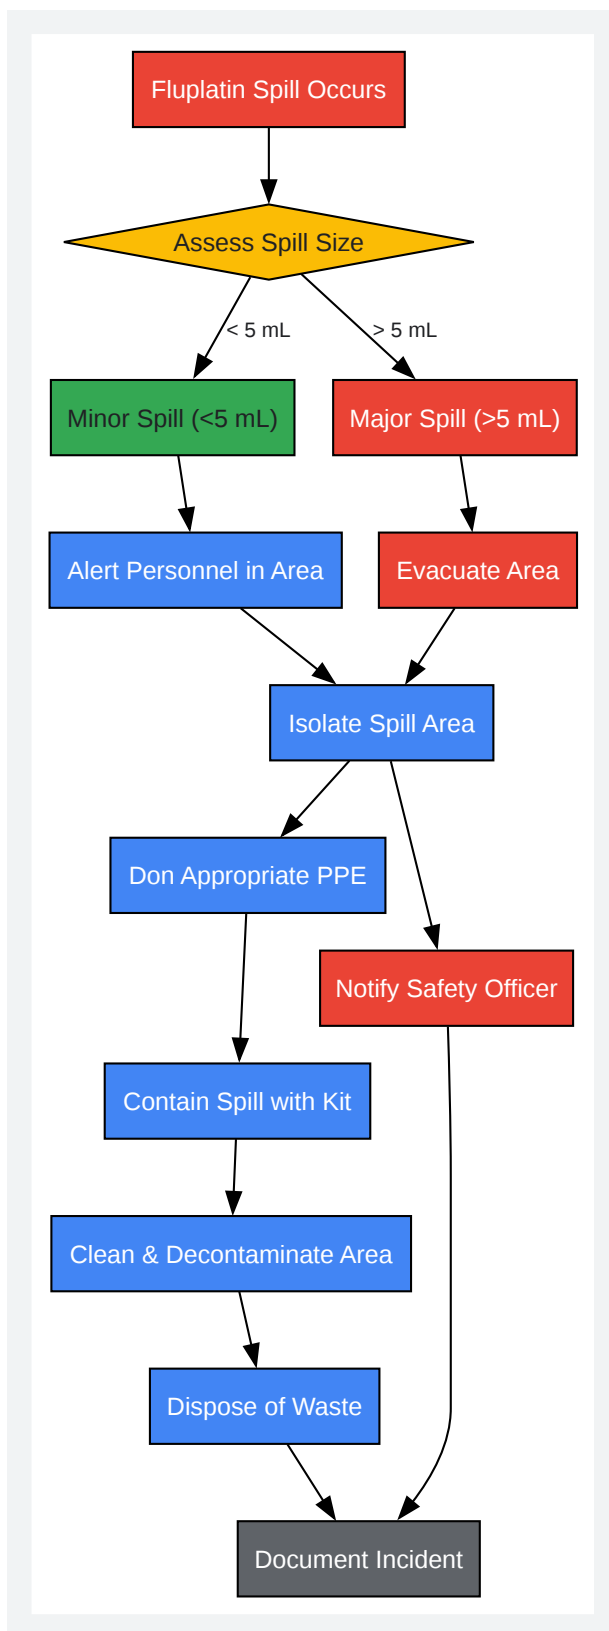 Fluplatin Spill Occurs
Assess Spill Size
< 5 mL
> 5 mL
Minor Spill (<5 mL)
Major Spill (>5 mL)
Alert Personnel in Area
Evacuate Area
Isolate Spill Area
Don Appropriate PPE
Notify Safety Officer
Contain Spill with Kit
Clean & Decontaminate Area
Dispose of Waste
Document Incident